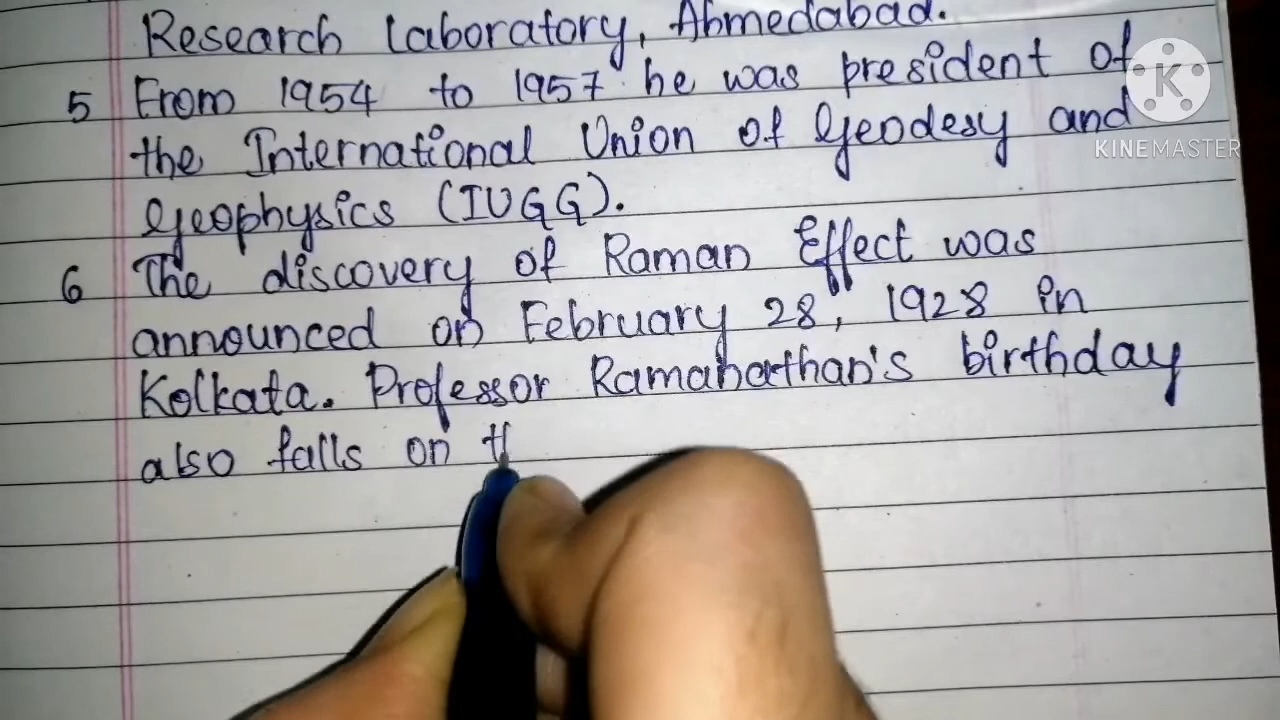 Research Laboratory, Ahmedabad.
5 From 1954 to 1957 he was president of
the International Union of Geodesy and
Geophysics (IUGG).
6 The discovery of Raman Effect was
announced on February 28, 1928 in
Kolkata. Professor Ramanathan's birthday
also falls on th
K
KINEMASTER